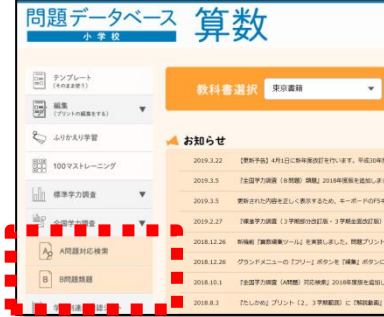 問題データベース 算数
小学校
テンプレート
(そのまま使う)
編集
(プリントの編集をする)
ふりかえり学習
100マストレーニング
標準学力調査
全国学力調査
A問題対応検索
B問題類題
教科書選択 東京書籍
お知らせ
2019.3.22 【更新予告】4月1日に新年度改訂を行います。平成30年度
2019.3.5 『全国学力調査（B問題）類題』2018年度版を追加しま
2019.3.5 更新された内容を正しく表示するため、キーボードのF5キ
2019.2.27 『標準学力調査（3学期部分改訂版・3学期全面改訂版）
2018.12.26 新機能『算数編集ツール』を実装しました。問題プリント
2018.12.26 グランドメニューの『フリー』ボタンを『編集』ボタンに
2018.10.1 『全国学力調査（A問題）対応検索』2018年度版を追加し
2018.8.3 『たしかめ』プリント（2，3学期範囲）に『解説動画』